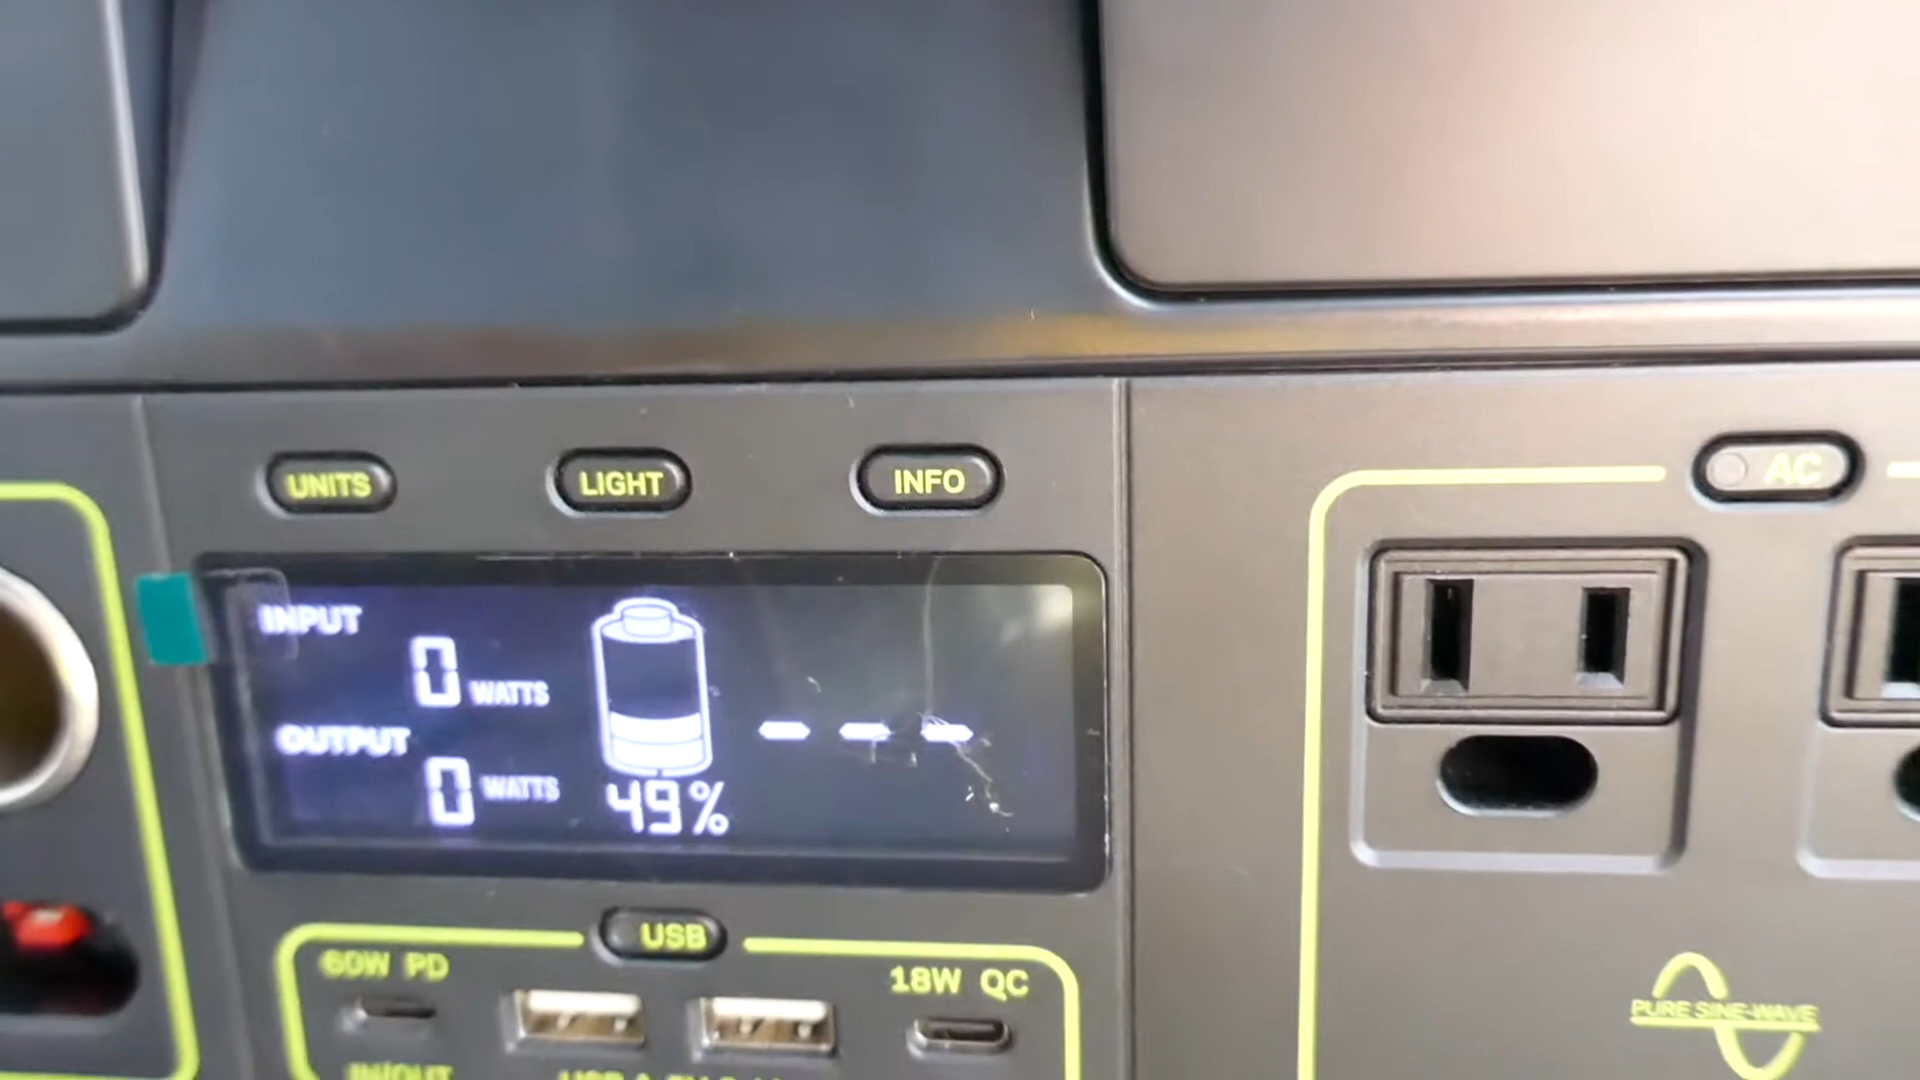 UNITS
LIGHT
INFO
AC
INPUT
0 WATTS
OUTPUT
0 WATTS
49%
- - -
USB
60W PD
18W QC
IN/OUT
PURE SINE-WAVE